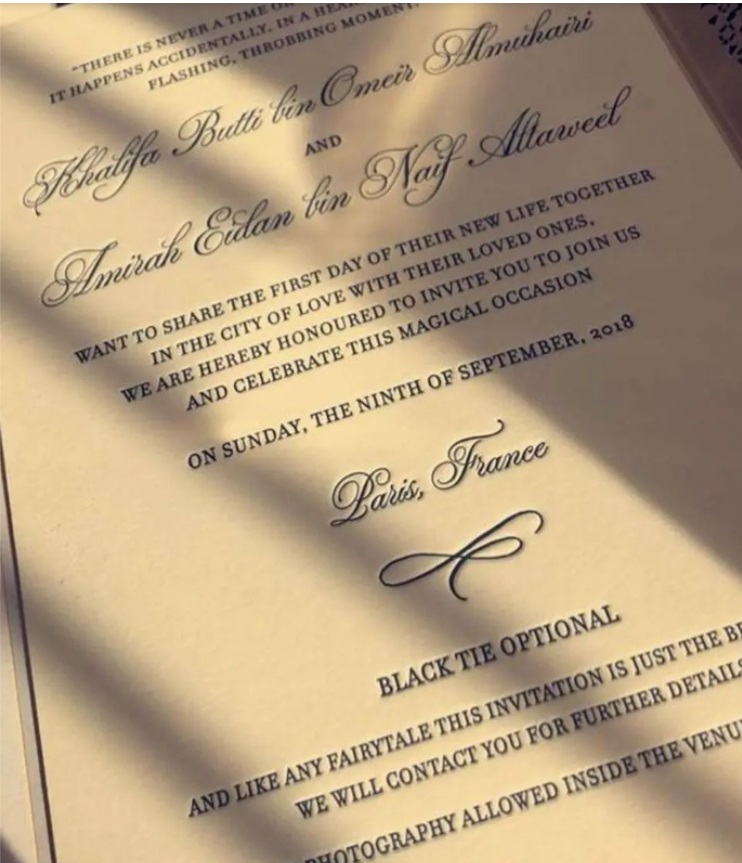 "THERE IS NEVER A TIME O
IT HAPPENS ACCIDENTALLY, IN A HEA
FLASHING, THROBBING MOMENT.
Khalifa Butti bin Omeir Almuhairi
AND
Amirah Eidan bin Naif Altaweel
WANT TO SHARE THE FIRST DAY OF THEIR NEW LIFE TOGETHER
IN THE CITY OF LOVE WITH THEIR LOVED ONES.
WE ARE HEREBY HONOURED TO INVITE YOU TO JOIN US
AND CELEBRATE THIS MAGICAL OCCASION
ON SUNDAY, THE NINTH OF SEPTEMBER, 2018
Paris, France
BLACK TIE OPTIONAL
AND LIKE ANY FAIRYTALE THIS INVITATION IS JUST THE BE
WE WILL CONTACT YOU FOR FURTHER DETAILS
PHOTOGRAPHY ALLOWED INSIDE THE VENU